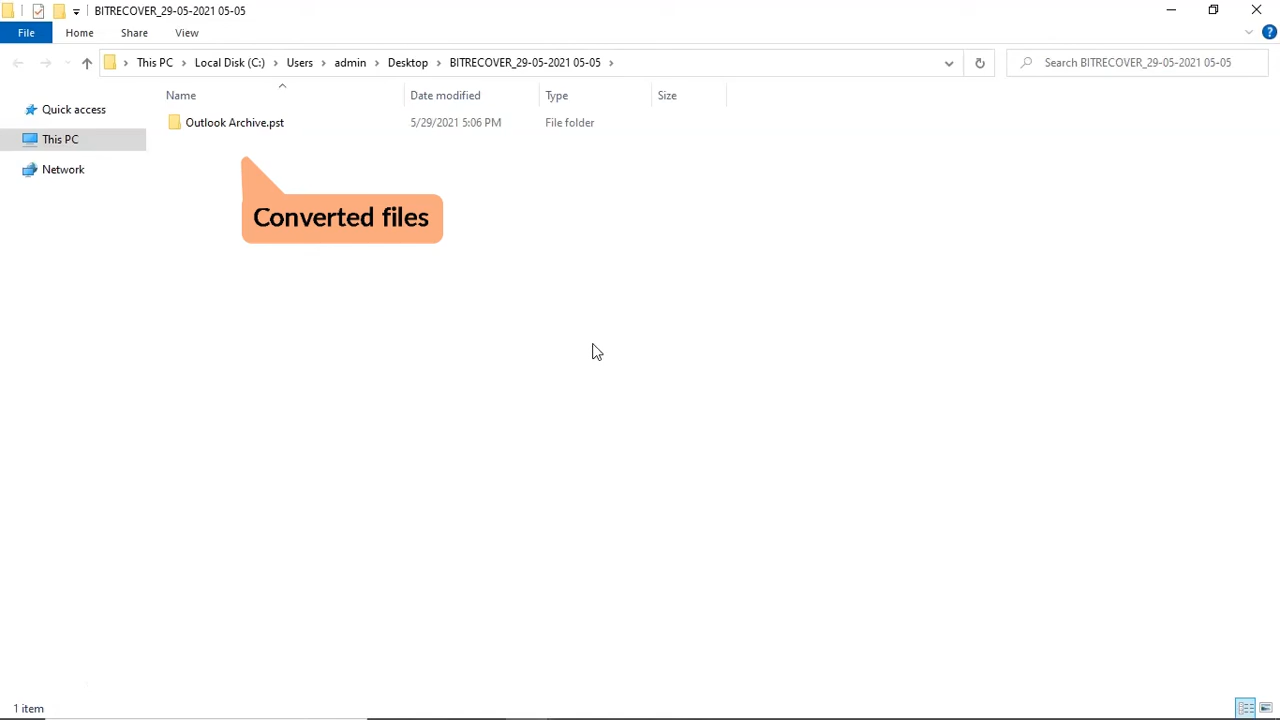 BITRECOVER_29-05-2021 05-05
File Home Share View
This PC Local Disk (C:) Users admin Desktop BITRECOVER_29-05-2021 05-05
Search BITRECOVER_29-05-2021 05-05
Name Date modified Type Size
Quick access
Outlook Archive.pst 5/29/2021 5:06 PM File folder
This PC
Network
Converted files
1 item